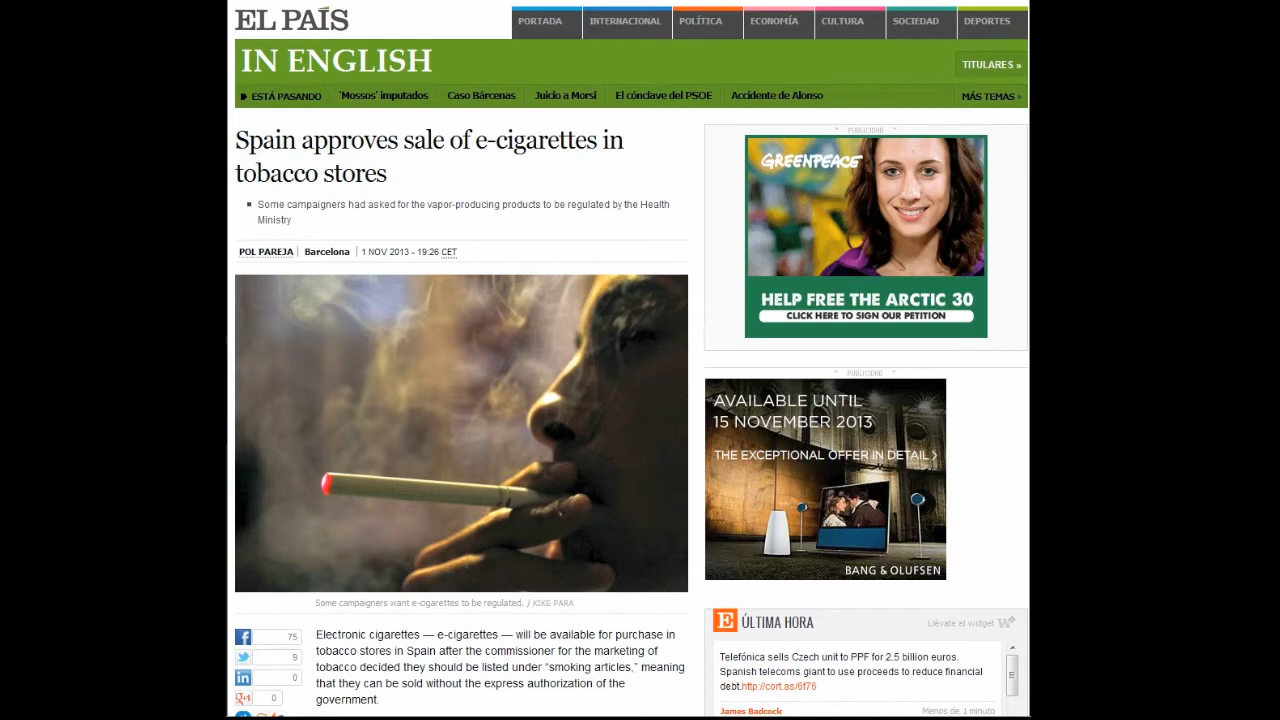 EL PAÍS
PORTADA
INTERNACIONAL
POLÍTICA
ECONOMÍA
CULTURA
SOCIEDAD
DEPORTES
IN ENGLISH
TITULARES »
ESTÁ PASANDO
'Mossos' imputados
Caso Bárcenas
Juicio a Morsi
El cónclave del PSOE
Accidente de Alonso
MÁS TEMAS »
Spain approves sale of e-cigarettes in
tobacco stores
Some campaigners had asked for the vapor-producing products to be regulated by the Health
Ministry
POL PAREJA | Barcelona | 1 NOV 2013 - 19:26 CET
Some campaigners want e-cigarettes to be regulated. / KIKE PARA
75
9
0
0
Electronic cigarettes — e-cigarettes — will be available for purchase in
tobacco stores in Spain after the commissioner for the marketing of
tobacco decided they should be listed under “smoking articles,” meaning
that they can be sold without the express authorization of the
government.
PUBLICIDAD
GREENPEACE
HELP FREE THE ARCTIC 30
CLICK HERE TO SIGN OUR PETITION
PUBLICIDAD
AVAILABLE UNTIL
15 NOVEMBER 2013
THE EXCEPTIONAL OFFER IN DETAIL >
BANG & OLUFSEN
E ÚLTIMA HORA
Llévate el widget
Telefónica sells Czech unit to PPF for 2.5 billion euros.
Spanish telecoms giant to use proceeds to reduce financial
debt.http://cort.as/6f76
James Badcock
Menos de 1 minuto